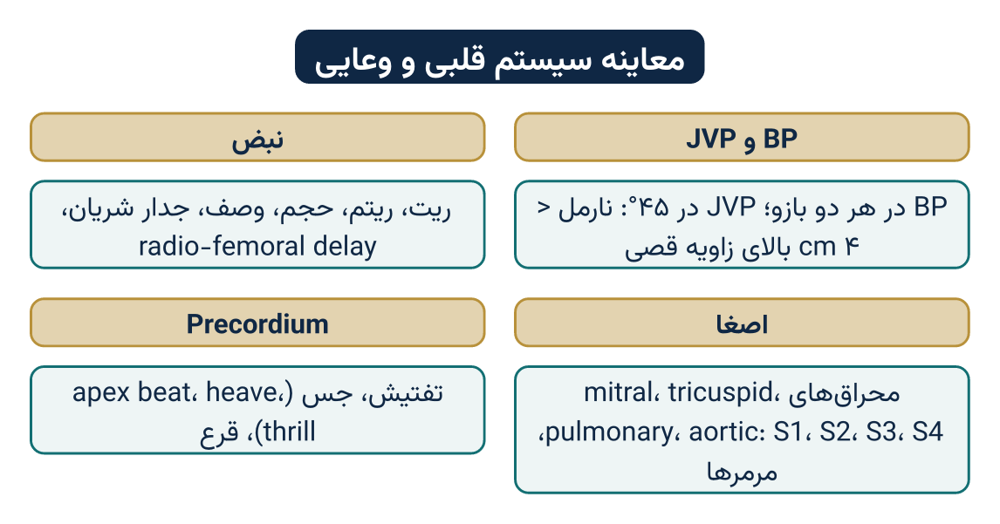 معاینه سیستم قلبی و وعایی
BP و JVP
BP در هر دو بازو؛ JVP در ۴۵°: نارمل <
۴ cm بالای زاویه قصی
نبض
ریت، ریتم، حجم، وصف، جدار شریان،
radio-femoral delay
اصغا
محراق‌های mitral، tricuspid،
pulmonary، aortic: S1، S2، S3، S4،
مرمرها
Precordium
تفتیش، جس (apex beat، heave،
thrill)، قرع